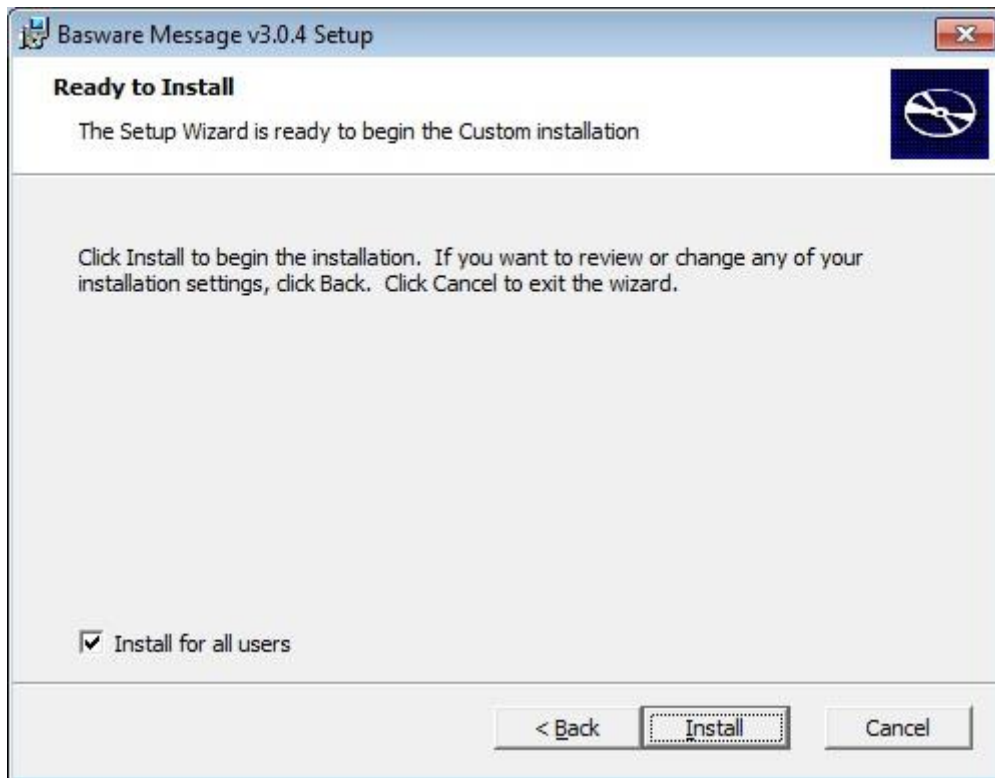 Basware Message v3.0.4 Setup
Ready to Install
The Setup Wizard is ready to begin the Custom installation
Click Install to begin the installation.  If you want to review or change any of your
installation settings, click Back.  Click Cancel to exit the wizard.
Install for all users
< Back
Install
Cancel